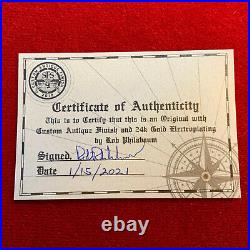 Certificate of Authenticity
This is to Certify that this is an Original with
Custom Antique Finish and 24k Gold Electroplating
by Rob Philabaum
Signed,
Date 1/15/2021